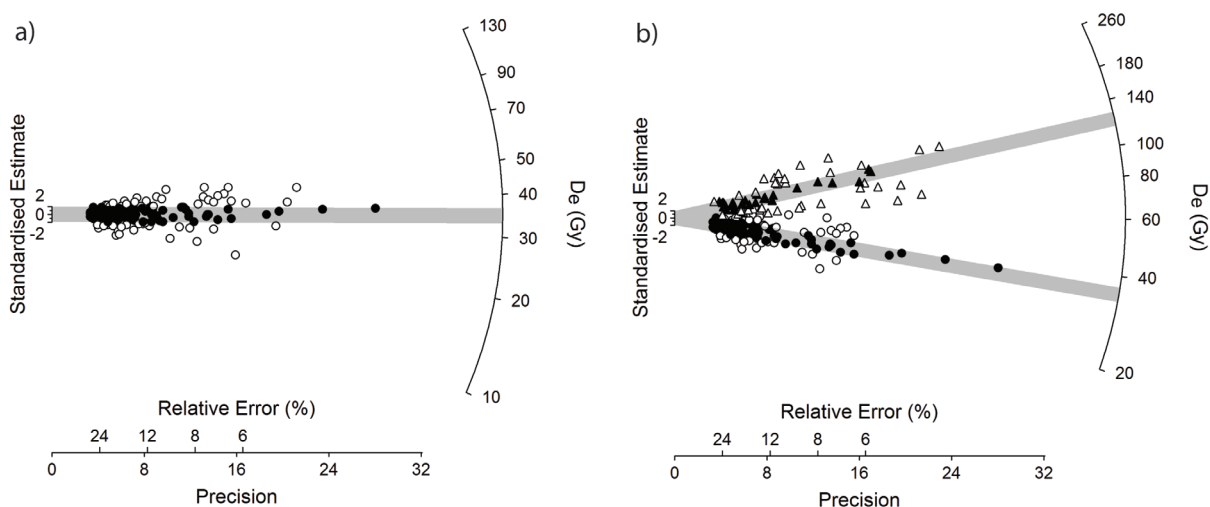 a)
130
90
70
50
40
30
20
10
De (Gy)
Standardised Estimate
2
0
-2
Relative Error (%)
24 12 8 6
0 8 16 24 32
Precision
b)
260
180
140
100
80
60
40
20
De (Gy)
Standardised Estimate
2
0
-2
Relative Error (%)
24 12 8 6
0 8 16 24 32
Precision